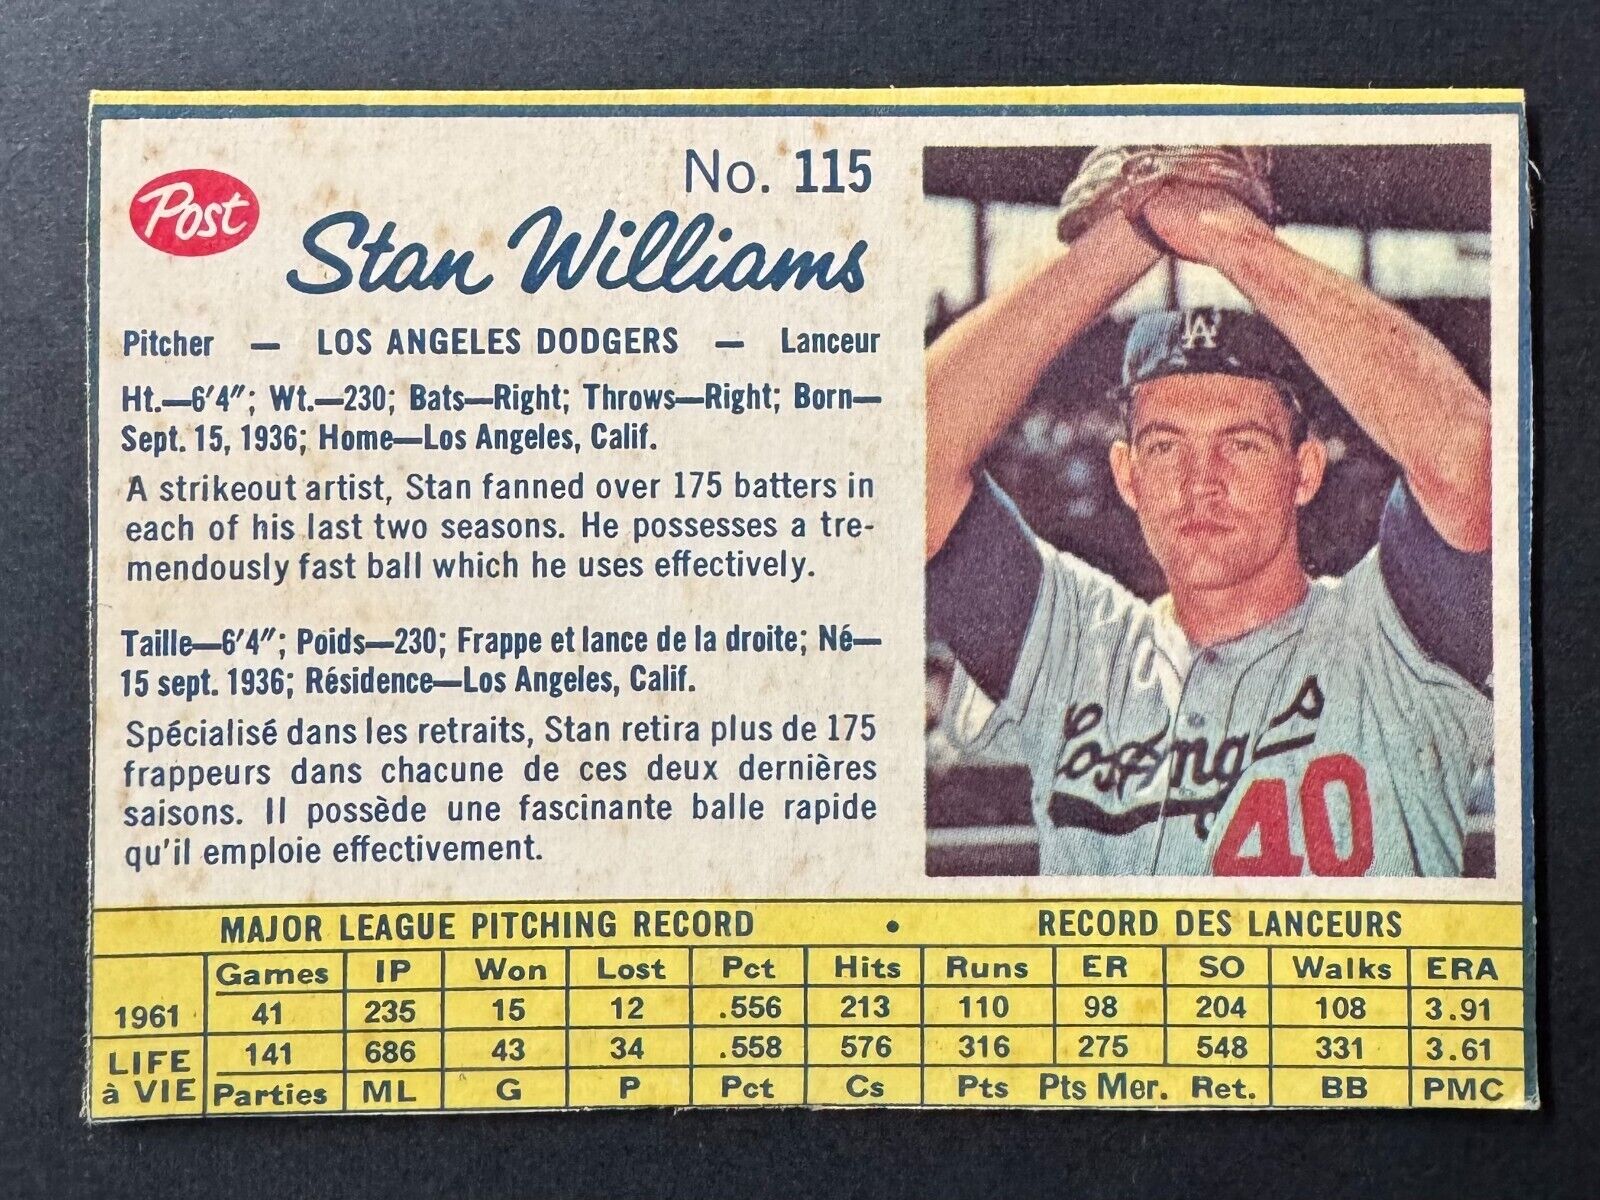 No. 115
Post
Stan Williams
Pitcher — LOS ANGELES DODGERS — Lanceur
Ht.—6'4"; Wt.—230; Bats—Right; Throws—Right; Born—
Sept. 15, 1936; Home—Los Angeles, Calif.
A strikeout artist, Stan fanned over 175 batters in
each of his last two seasons. He possesses a tre-
mendously fast ball which he uses effectively.
Taille—6'4"; Poids—230; Frappe et lance de la droite; Né—
15 sept. 1936; Résidence—Los Angeles, Calif.
Spécialisé dans les retraits, Stan retira plus de 175
frappeurs dans chacune de ces deux dernières
saisons. Il possède une fascinante balle rapide
qu'il emploie effectivement.
LA
Los Angeles
40
MAJOR LEAGUE PITCHING RECORD • RECORD DES LANCEURS
Games IP Won Lost Pct Hits Runs ER SO Walks ERA
1961 41 235 15 12 .556 213 110 98 204 108 3.91
LIFE 141 686 43 34 .558 576 316 275 548 331 3.61
à VIE Parties ML G P Pct Cs Pts Pts Mer. Ret. BB PMC